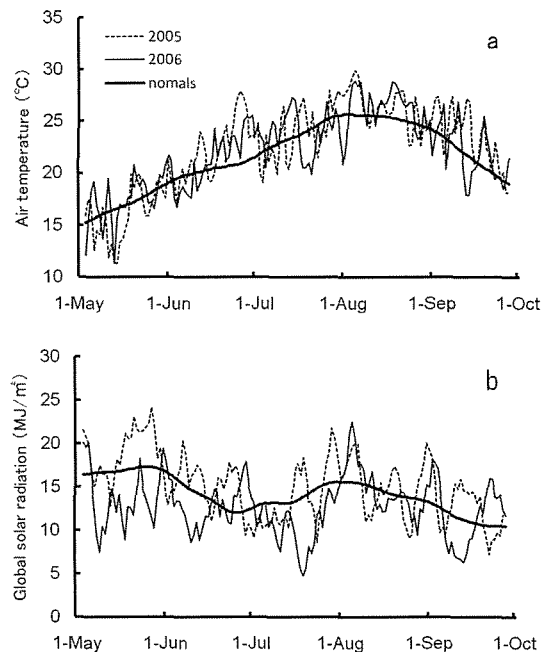 a
2005
2006
nomals
Air temperature (°C)
35
30
25
20
15
10
1-May 1-Jun 1-Jul 1-Aug 1-Sep 1-Oct
b
Global solar radiation (MJ/m²)
30
25
20
15
10
5
0
1-May 1-Jun 1-Jul 1-Aug 1-Sep 1-Oct